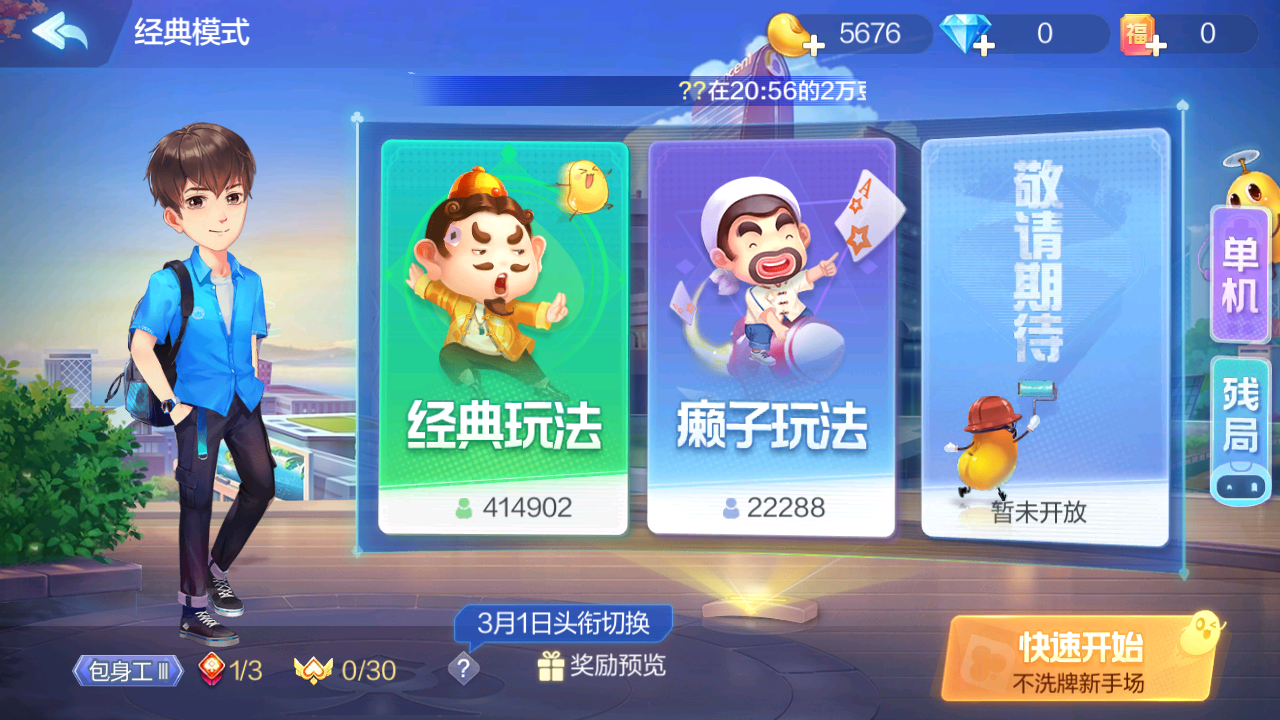 经典模式
5676
0
福
0
??在20:56的2万
敬请期待
单机
残局
经典玩法
414902
癞子玩法
22288
暂未开放
3月1日头衔切换
包身工 III
1/3
0/30
?
奖励预览
快速开始
不洗牌新手场